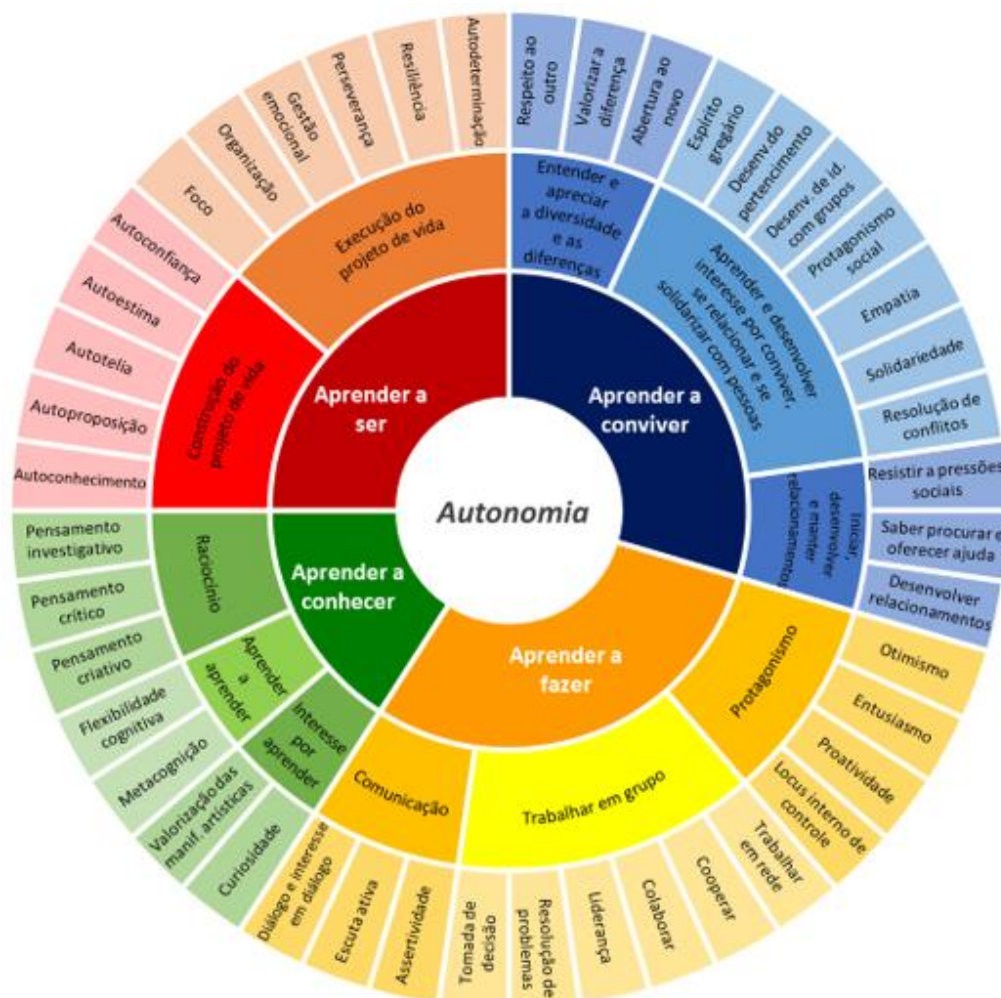 Autonomia
Aprender a
ser
Execução do
projeto de vida
Autodeterminação
Resiliência
Perseverança
Gestão
emocional
Organização
Foco
Construção do
projeto de vida
Autoconfiança
Autoestima
Autotelia
Autoproposição
Autoconhecimento
Aprender a
conviver
Entender e
apreciar
a diversidade
e as
diferenças
Respeito ao
outro
Valorizar a
diferença
Abertura ao
novo
Aprender e desenvolver
interesse por conviver,
se relacionar e se
solidarizar com pessoas
Espírito
gregário
Desenv.do
pertencimento
Desenv. de id.
com grupos
Protagonismo
social
Empatia
Solidariedade
Resolução de
conflitos
Iniciar,
desenvolver
e manter
relacionamentos
Resistir a pressões
sociais
Saber procurar e
oferecer ajuda
Desenvolver
relacionamentos
Aprender a
fazer
Protagonismo
Otimismo
Entusiasmo
Proatividade
Locus interno de
controle
Trabalhar em grupo
Trabalhar
em rede
Cooperar
Colaborar
Liderança
Resolução de
problemas
Tomada de
decisão
Comunicação
Assertividade
Escuta ativa
Diálogo e interesse
em diálogo
Aprender a
conhecer
Interesse
por
aprender
Curiosidade
Valorização das
manif. artísticas
Aprender
a
aprender
Metacognição
Flexibilidade
cognitiva
Raciocínio
Pensamento
criativo
Pensamento
crítico
Pensamento
investigativo